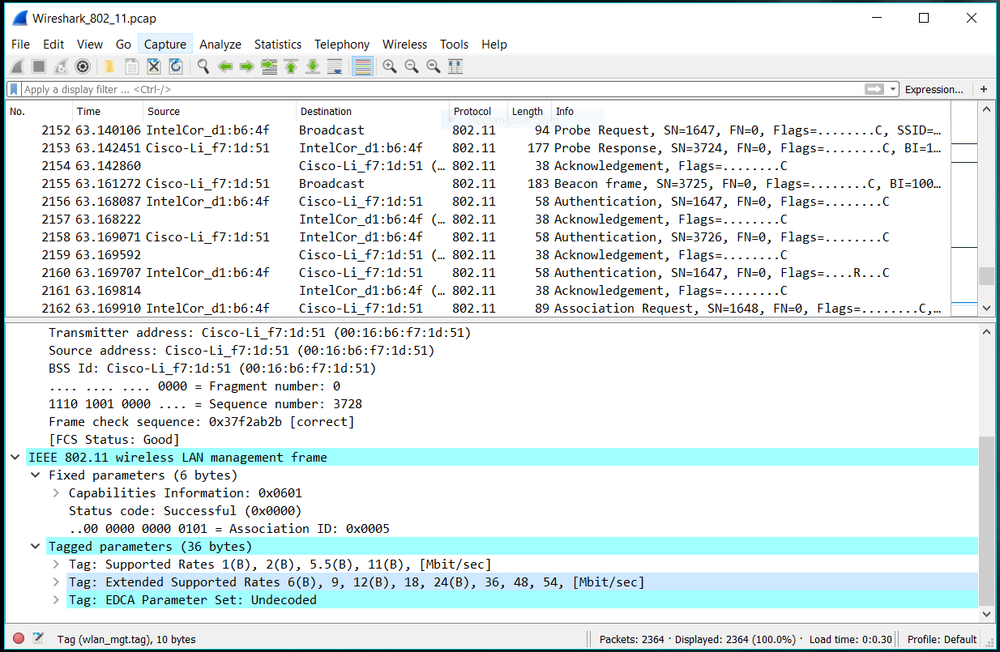 Wireshark_802_11.pcap
File Edit View Go Capture Analyze Statistics Telephony Wireless Tools Help
Apply a display filter ... <Ctrl-/> Expression... +
No. Time Source Destination Protocol Length Info
Rectangular Snip
2152 63.140106 IntelCor_d1:b6:4f Broadcast 802.11 94 Probe Request, SN=1647, FN=0, Flags=........C, SSID=…
2153 63.142451 Cisco-Li_f7:1d:51 IntelCor_d1:b6:4f 802.11 177 Probe Response, SN=3724, FN=0, Flags=........C, BI=1…
2154 63.142860 Cisco-Li_f7:1d:51 (… 802.11 38 Acknowledgement, Flags=........C
2155 63.161272 Cisco-Li_f7:1d:51 Broadcast 802.11 183 Beacon frame, SN=3725, FN=0, Flags=........C, BI=100…
2156 63.168087 IntelCor_d1:b6:4f Cisco-Li_f7:1d:51 802.11 58 Authentication, SN=1647, FN=0, Flags=........C
2157 63.168222 IntelCor_d1:b6:4f (… 802.11 38 Acknowledgement, Flags=........C
2158 63.169071 Cisco-Li_f7:1d:51 IntelCor_d1:b6:4f 802.11 58 Authentication, SN=3726, FN=0, Flags=........C
2159 63.169592 Cisco-Li_f7:1d:51 (… 802.11 38 Acknowledgement, Flags=........C
2160 63.169707 IntelCor_d1:b6:4f Cisco-Li_f7:1d:51 802.11 58 Authentication, SN=1647, FN=0, Flags=....R...C
2161 63.169814 IntelCor_d1:b6:4f (… 802.11 38 Acknowledgement, Flags=........C
2162 63.169910 IntelCor_d1:b6:4f Cisco-Li_f7:1d:51 802.11 89 Association Request, SN=1648, FN=0, Flags=........C,…
Transmitter address: Cisco-Li_f7:1d:51 (00:16:b6:f7:1d:51)
Source address: Cisco-Li_f7:1d:51 (00:16:b6:f7:1d:51)
BSS Id: Cisco-Li_f7:1d:51 (00:16:b6:f7:1d:51)
.... .... .... 0000 = Fragment number: 0
1110 1001 0000 .... = Sequence number: 3728
Frame check sequence: 0x37f2ab2b [correct]
[FCS Status: Good]
IEEE 802.11 wireless LAN management frame
Fixed parameters (6 bytes)
Capabilities Information: 0x0601
Status code: Successful (0x0000)
..00 0000 0000 0101 = Association ID: 0x0005
Tagged parameters (36 bytes)
Tag: Supported Rates 1(B), 2(B), 5.5(B), 11(B), [Mbit/sec]
Tag: Extended Supported Rates 6(B), 9, 12(B), 18, 24(B), 36, 48, 54, [Mbit/sec]
Tag: EDCA Parameter Set: Undecoded
Tag (wlan_mgt.tag), 10 bytes Packets: 2364 · Displayed: 2364 (100.0%) · Load time: 0:0.30 Profile: Default